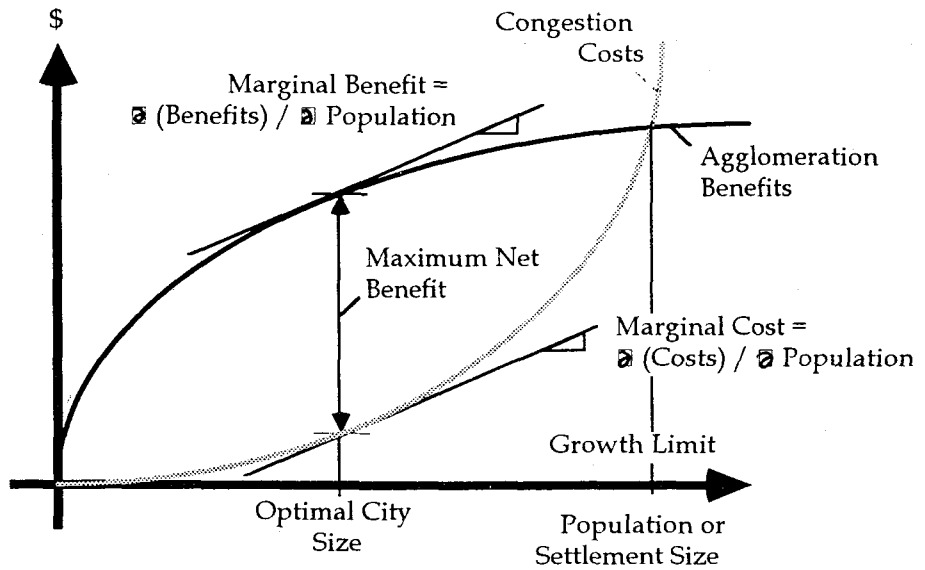 $
Congestion
Costs
Marginal Benefit =
∂ (Benefits) / ∂ Population
Agglomeration
Benefits
Maximum Net
Benefit
Marginal Cost =
∂ (Costs) / ∂ Population
Growth Limit
Optimal City
Size
Population or
Settlement Size